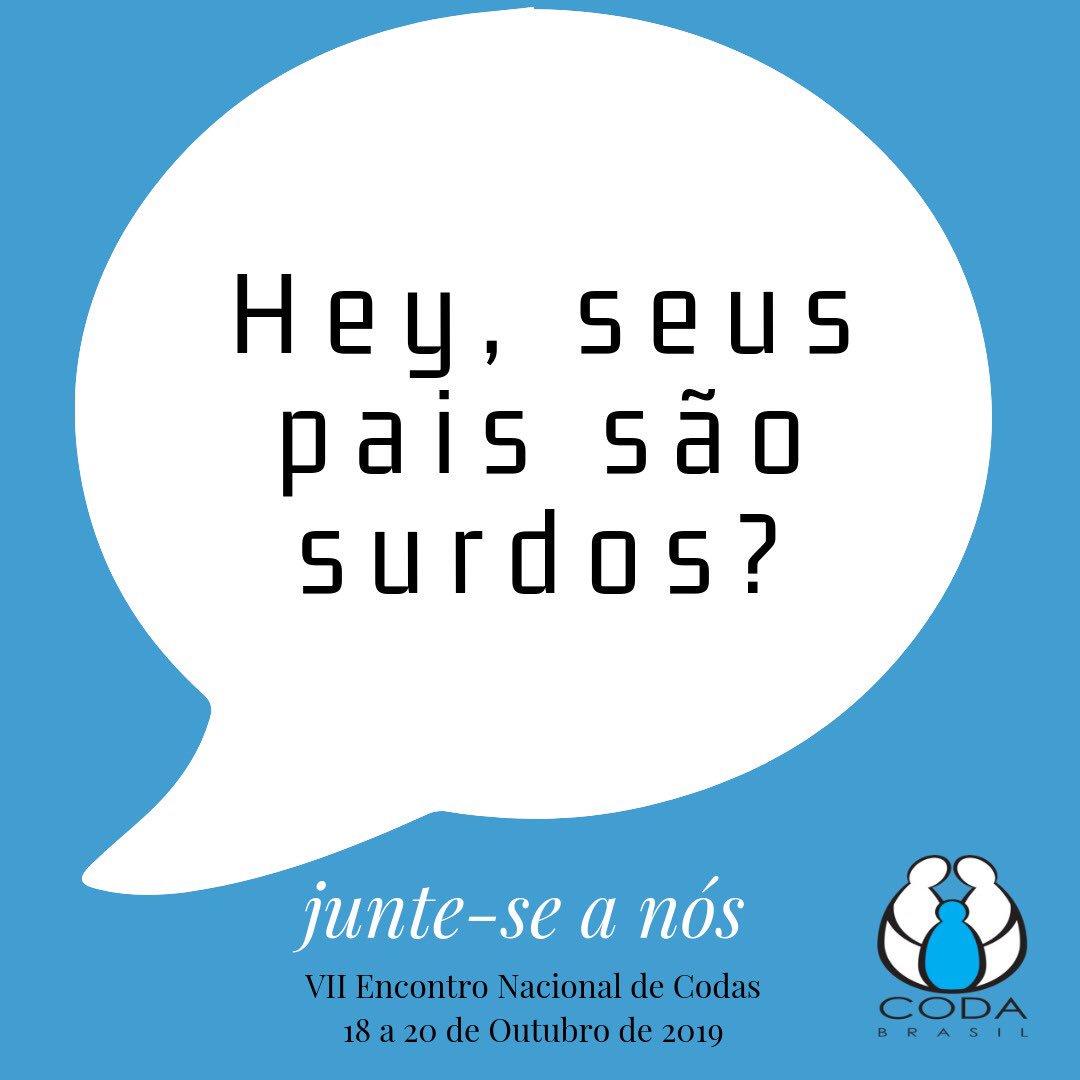 Hey, seus
pais são
surdos?
junte-se a nós
VII Encontro Nacional de Codas
18 a 20 de Outubro de 2019
CODA
BRASIL